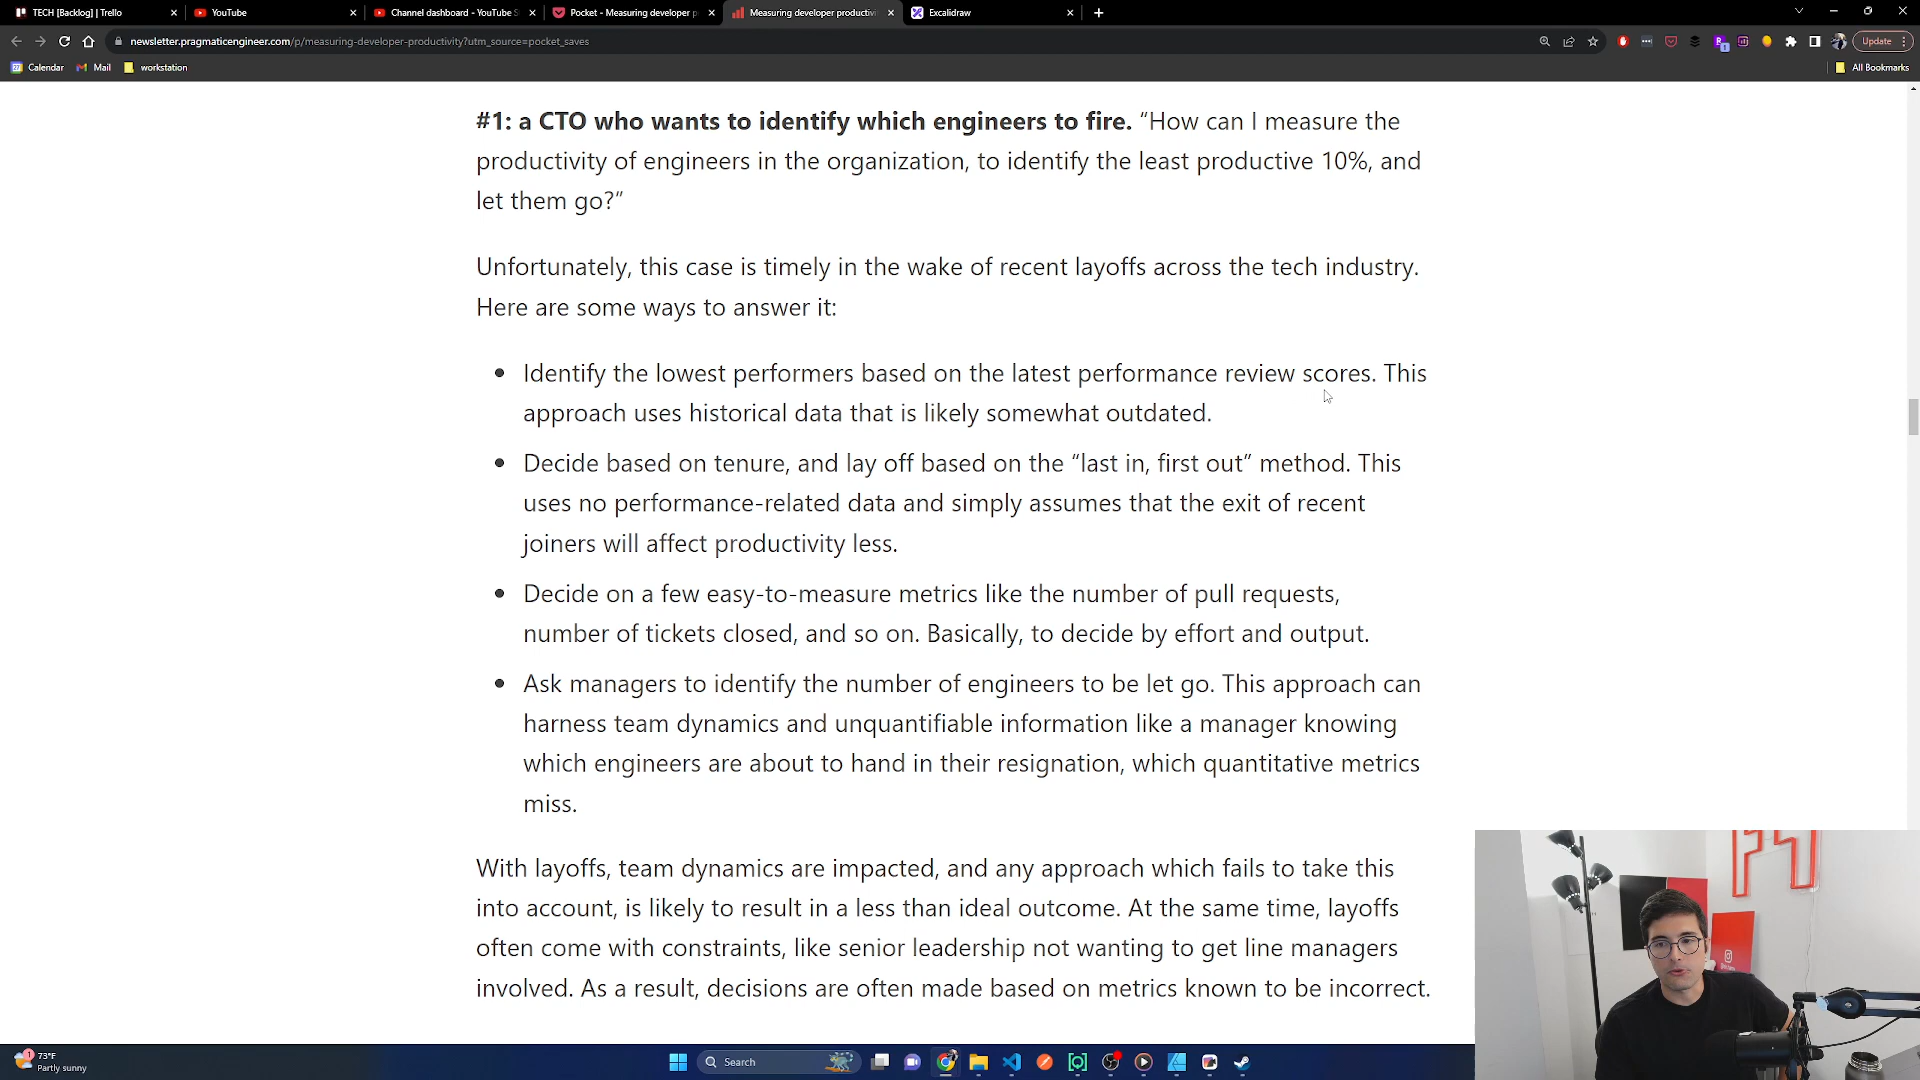 TECH [Backlog] | Trello
YouTube
Channel dashboard - YouTube S
Pocket - Measuring developer p
Measuring developer productivi
Excalidraw
newsletter.pragmaticengineer.com/p/measuring-developer-productivity?utm_source=pocket_saves
Update
Calendar
Mail
workstation
All Bookmarks
#1: a CTO who wants to identify which engineers to fire. “How can I measure the
productivity of engineers in the organization, to identify the least productive 10%, and
let them go?”
Unfortunately, this case is timely in the wake of recent layoffs across the tech industry.
Here are some ways to answer it:
Identify the lowest performers based on the latest performance review scores. This
approach uses historical data that is likely somewhat outdated.
Decide based on tenure, and lay off based on the “last in, first out” method. This
uses no performance-related data and simply assumes that the exit of recent
joiners will affect productivity less.
Decide on a few easy-to-measure metrics like the number of pull requests,
number of tickets closed, and so on. Basically, to decide by effort and output.
Ask managers to identify the number of engineers to be let go. This approach can
harness team dynamics and unquantifiable information like a manager knowing
which engineers are about to hand in their resignation, which quantitative metrics
miss.
With layoffs, team dynamics are impacted, and any approach which fails to take this
into account, is likely to result in a less than ideal outcome. At the same time, layoffs
often come with constraints, like senior leadership not wanting to get line managers
involved. As a result, decisions are often made based on metrics known to be incorrect.
1
73°F
Partly sunny
Search